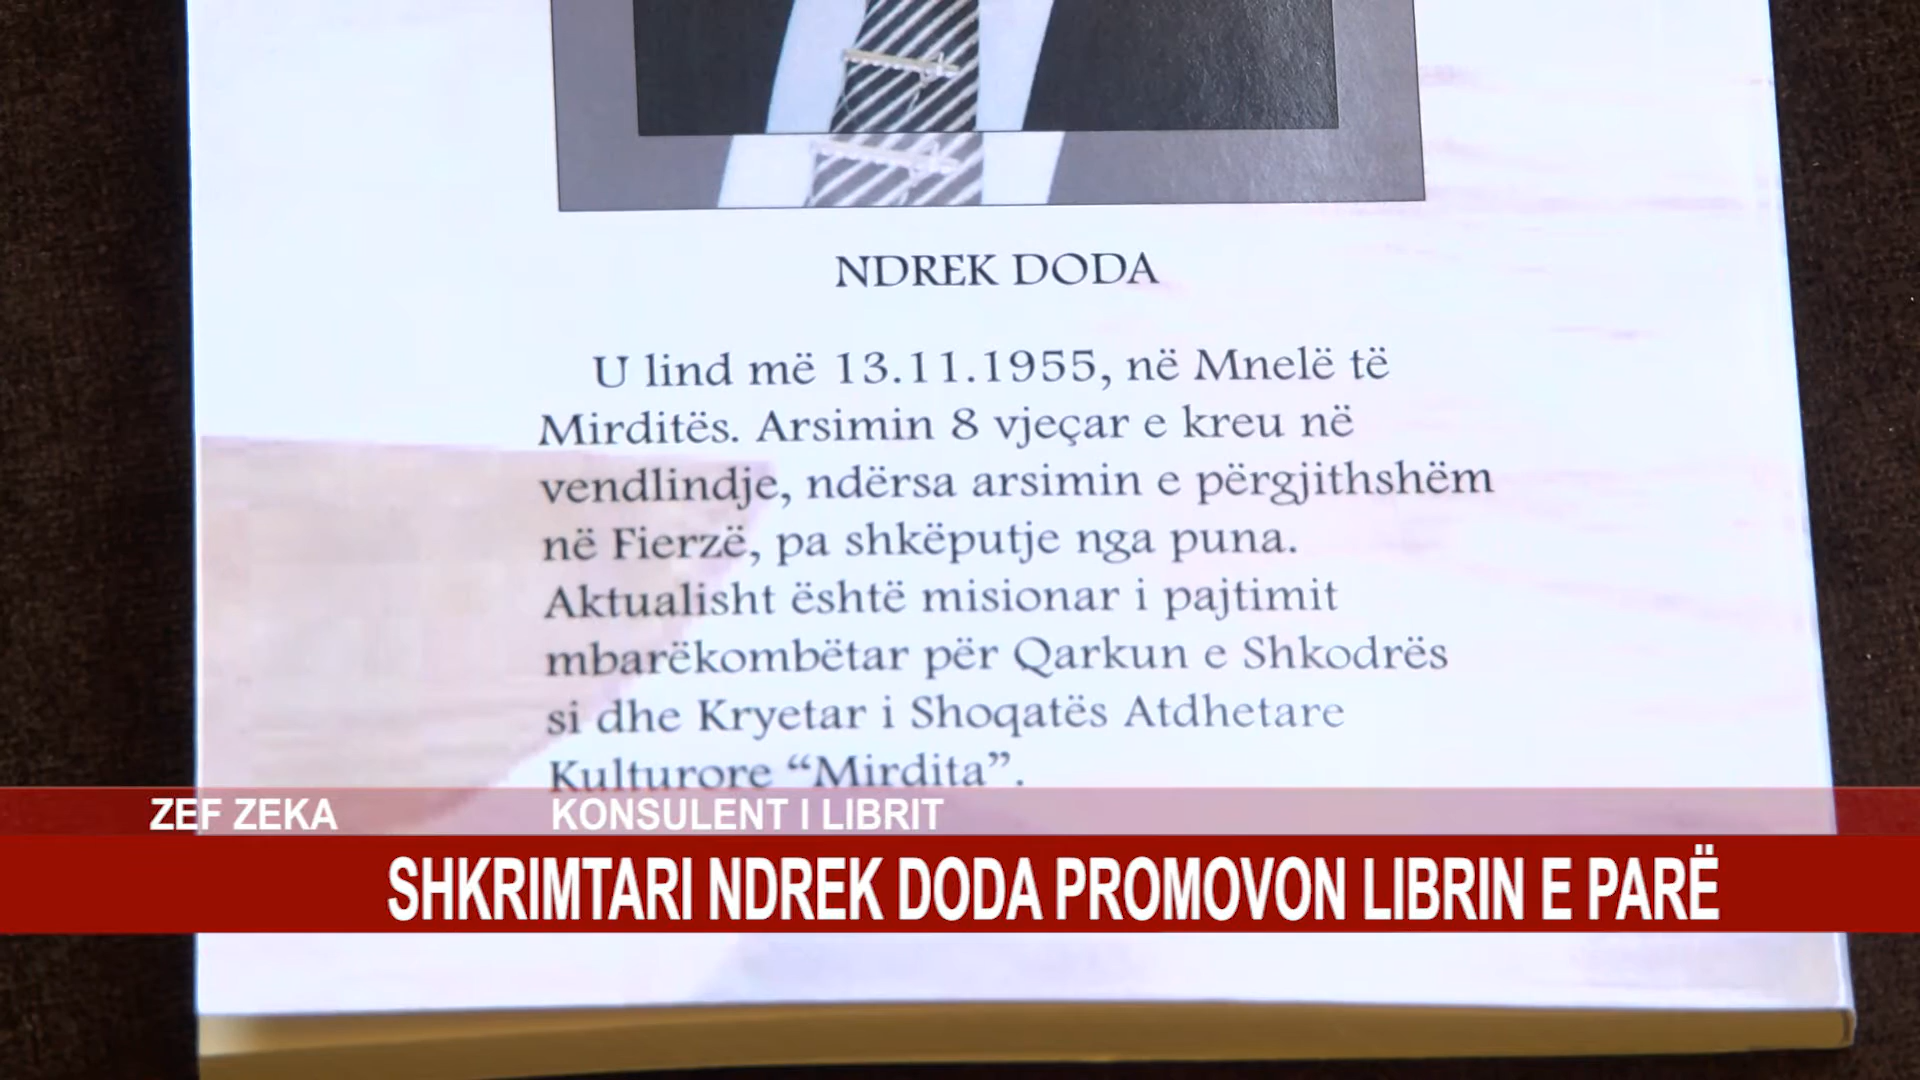 NDREK DODA
U lind më 13.11.1955, në Mnelë të
Mirditës. Arsimin 8 vjeçar e kreu në
vendlindje, ndërsa arsimin e përgjithshëm
në Fierzë, pa shkëputje nga puna.
Aktualisht është misionar i pajtimit
mbarëkombëtar për Qarkun e Shkodrës
si dhe Kryetar i Shoqatës Atdhetare
Kulturore “Mirdita”.
ZEF ZEKA KONSULENT I LIBRIT
SHKRIMTARI NDREK DODA PROMOVON LIBRIN E PARË